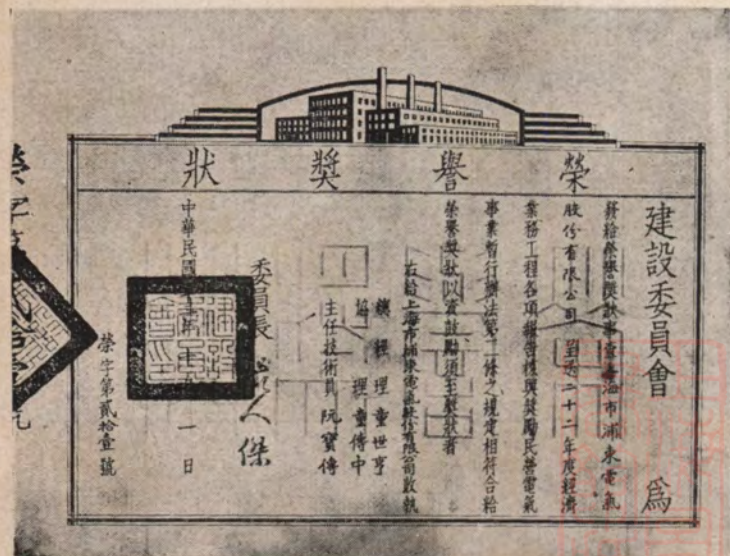 榮譽獎狀
建設委員會 為
發給榮譽獎狀事查上海市浦東電氣
股份有限公司呈送二十二年度經濟
業務工程各項報告核與獎勵民營電氣
事業暫行辦法第二條之規定相符合給
榮譽獎狀以資鼓勵須至獎狀者
右給上海市浦東電氣股份有限公司收執
總經理童世亨
協理童傳中
主任技術員阮寶傳
委員長 人傑
中華民國 一日
榮字第貳拾壹號